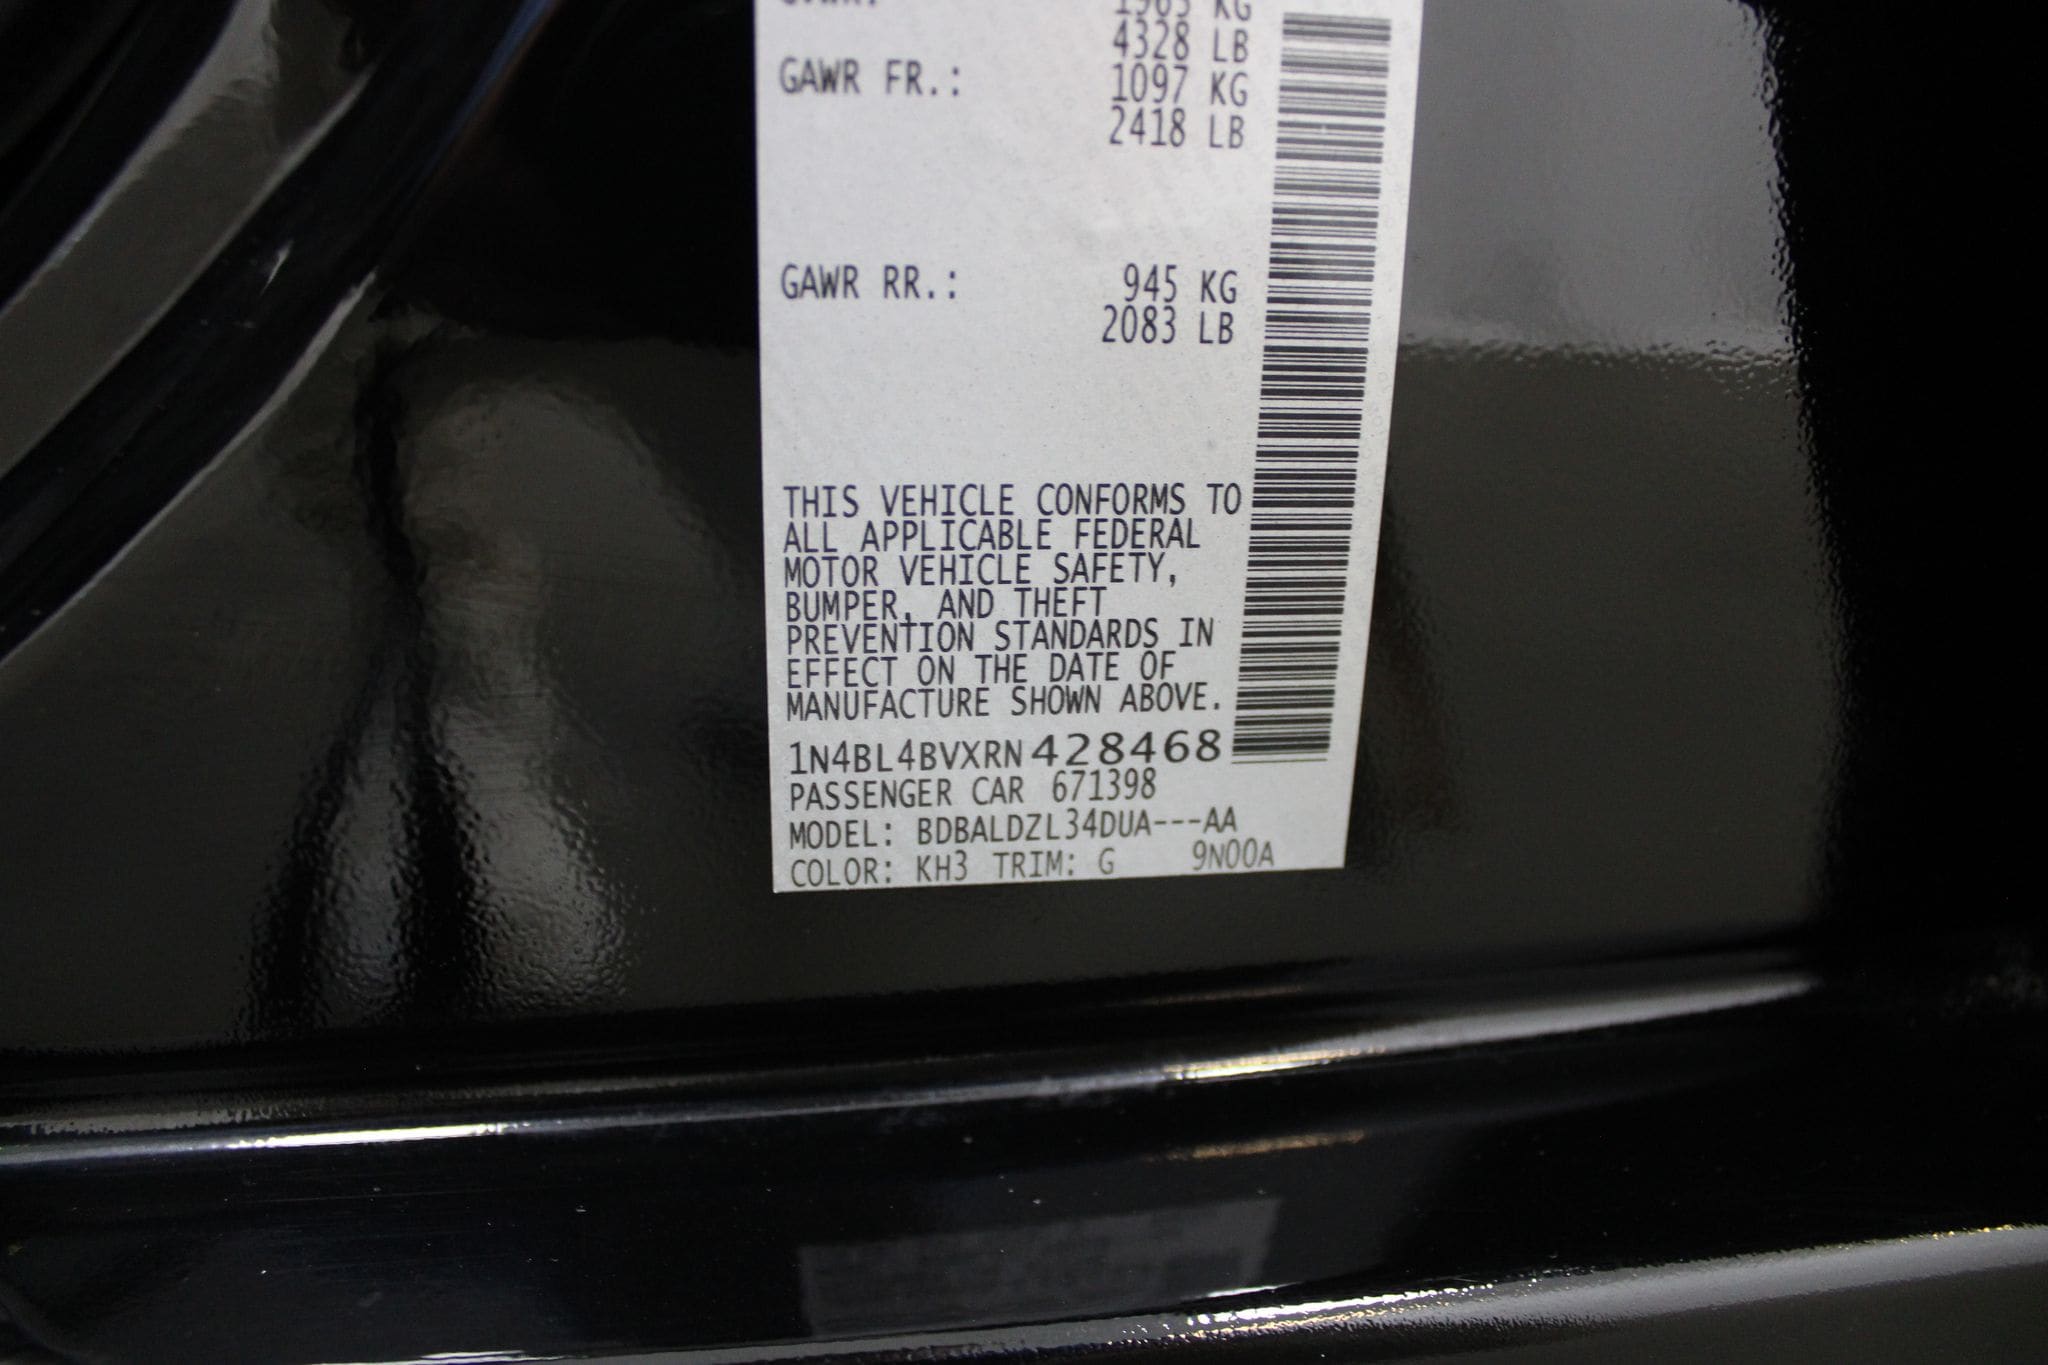 1963 KG
4328 LB
GAWR FR.: 1097 KG
2418 LB
GAWR RR.: 945 KG
2083 LB
THIS VEHICLE CONFORMS TO
ALL APPLICABLE FEDERAL
MOTOR VEHICLE SAFETY,
BUMPER, AND THEFT
PREVENTION STANDARDS IN
EFFECT ON THE DATE OF
MANUFACTURE SHOWN ABOVE.
1N4BL4BVXRN428468
PASSENGER CAR 671398
MODEL: BDBALDZL34DUA---AA
COLOR: KH3 TRIM: G 9N00A